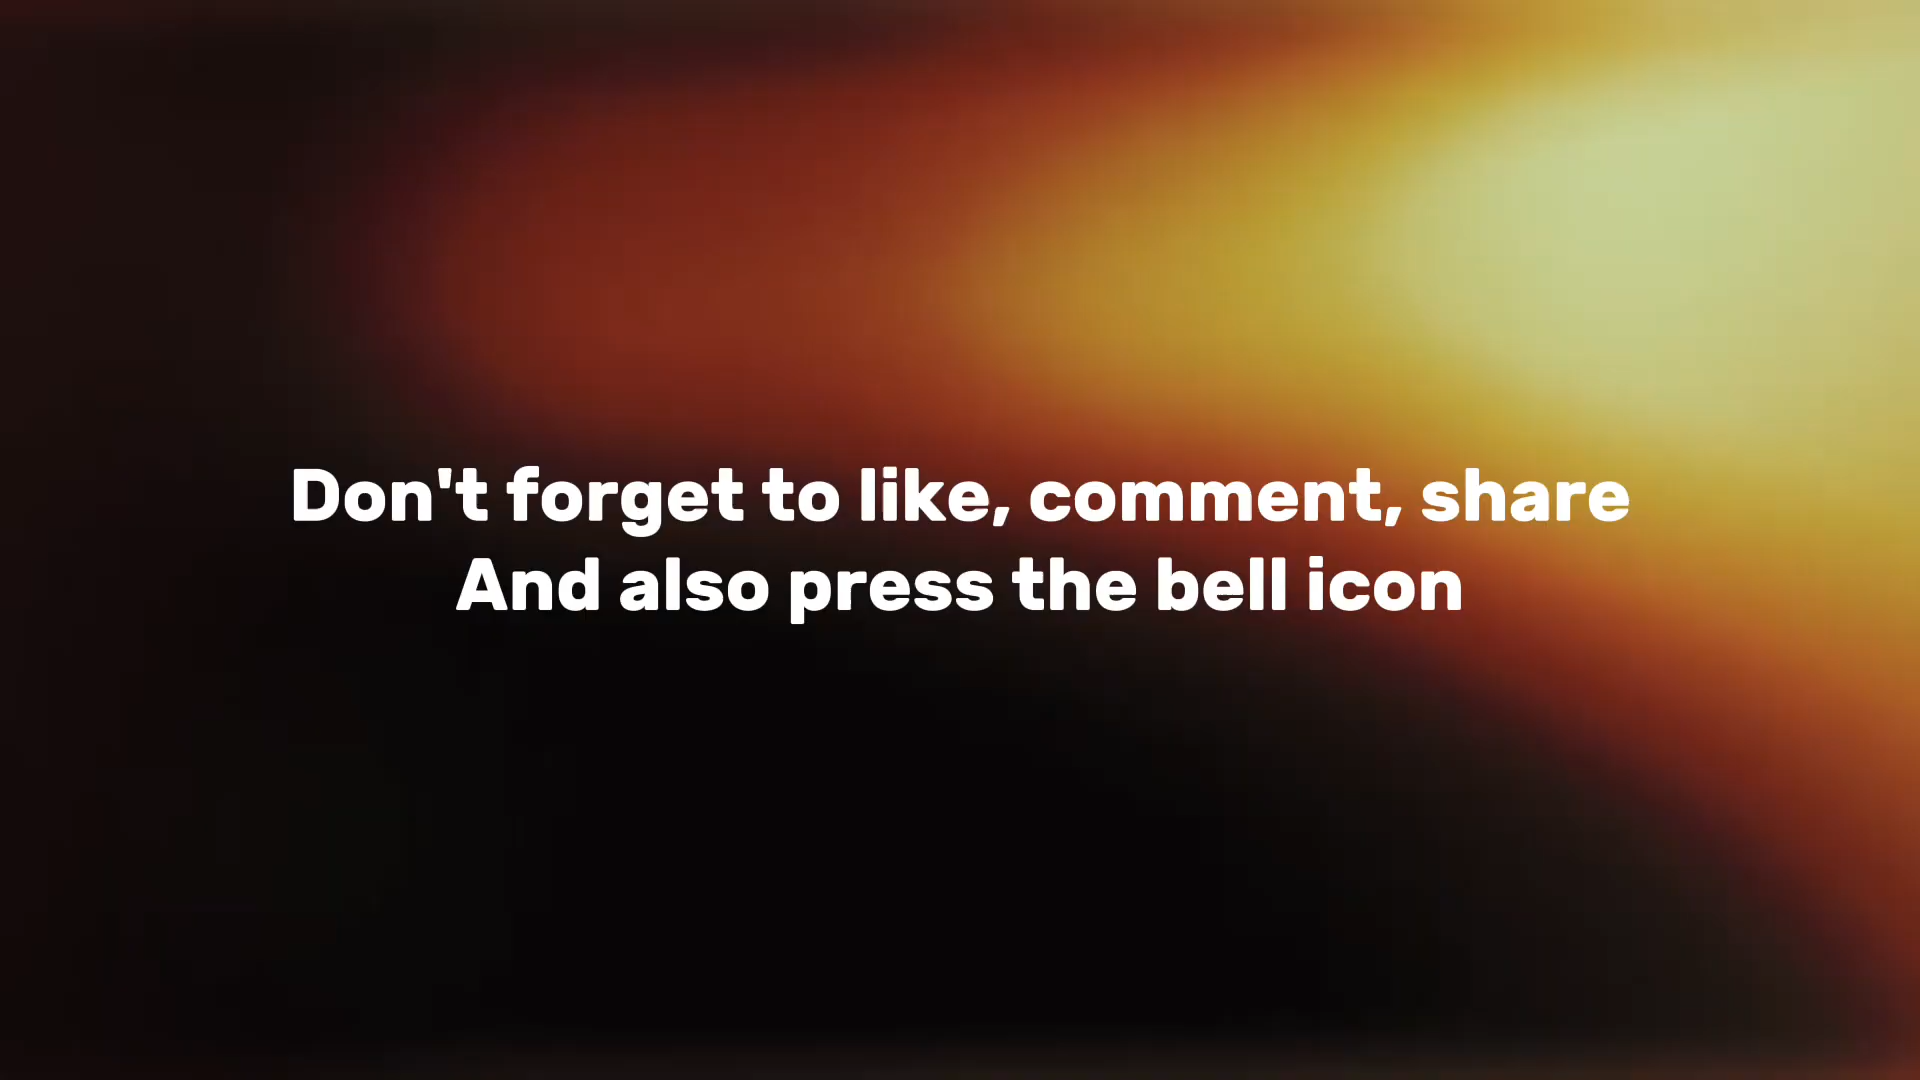 Don't forget to like, comment, share
And also press the bell icon